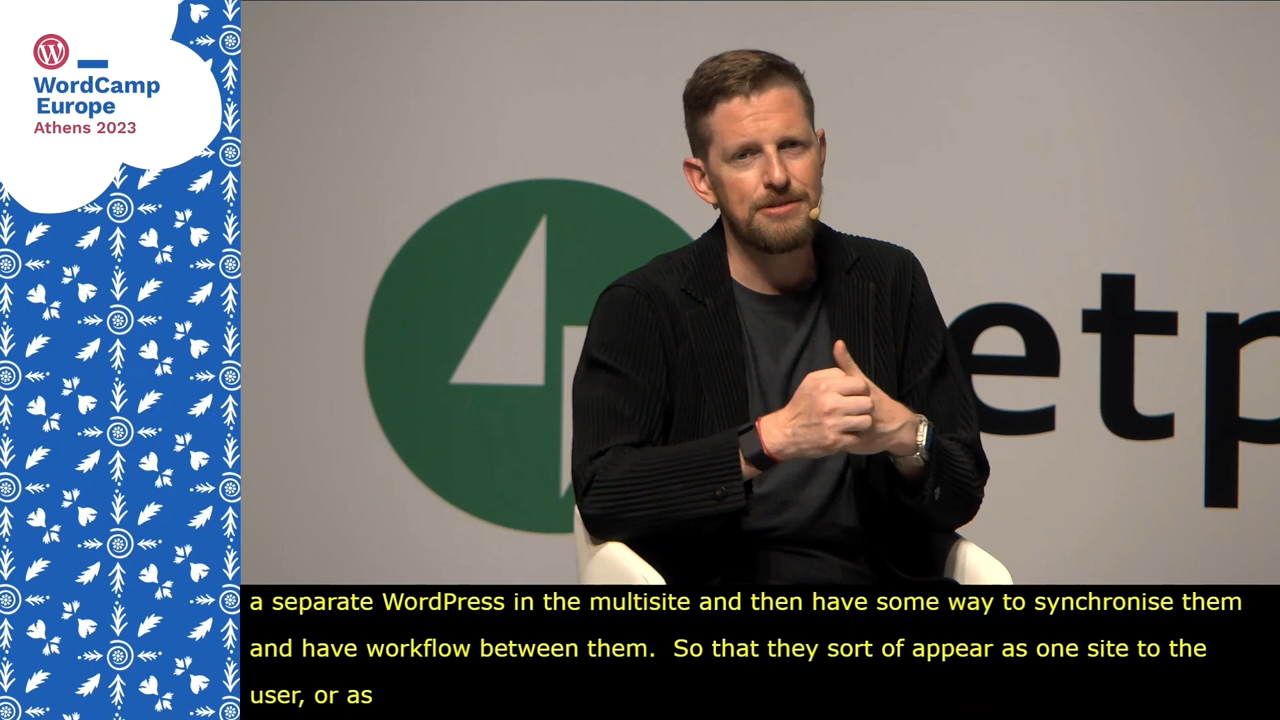 WordCamp
Europe
Athens 2023
etp
a separate WordPress in the multisite and then have some way to synchronise them
and have workflow between them.  So that they sort of appear as one site to the
user, or as